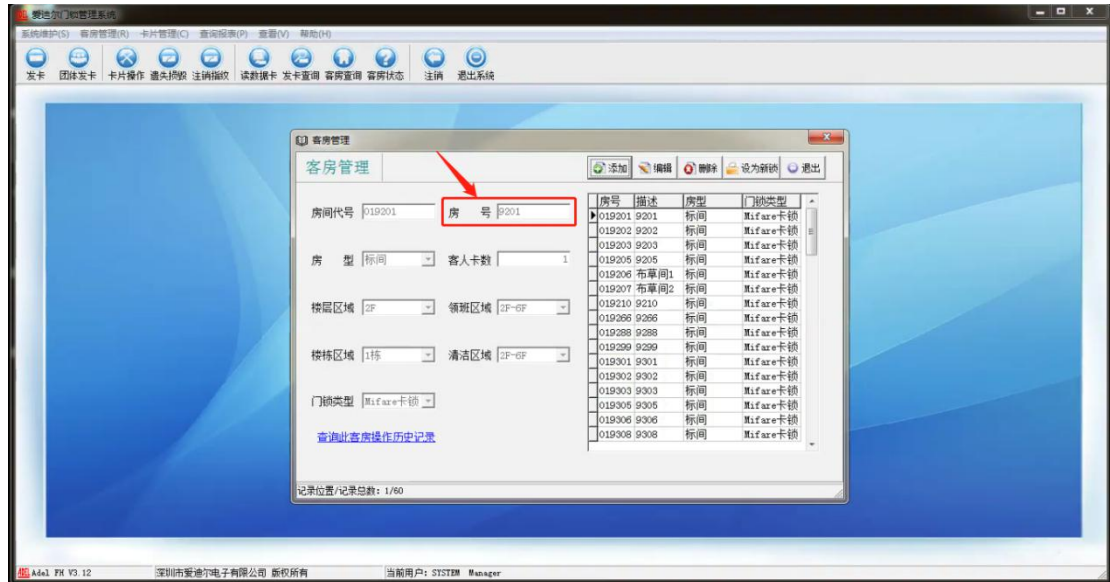 爱迪尔门锁管理系统
系统维护(S) 客房管理(R) 卡片管理(C) 查询报表(P) 查看(V) 帮助(H)
发卡 团体发卡 卡片操作 遗失损毁 注销指纹 读数据卡 发卡查询 客房查询 客房状态 注销 退出系统
客房管理
客房管理 添加 编辑 删除 设为新锁 退出
房间代号 019201 房 号 9201
房 型 标间 客人卡数 1
楼层区域 2F 领班区域 2F-6F
楼栋区域 1栋 清洁区域 2F-6F
门锁类型 Mifare卡锁
查询此客房操作历史记录
房号 描述 房型 门锁类型
019201 9201 标间 Mifare卡锁
019202 9202 标间 Mifare卡锁
019203 9203 标间 Mifare卡锁
019205 9205 标间 Mifare卡锁
019206 布草间1 标间 Mifare卡锁
019207 布草间2 标间 Mifare卡锁
019210 9210 标间 Mifare卡锁
019266 9266 标间 Mifare卡锁
019288 9288 标间 Mifare卡锁
019299 9299 标间 Mifare卡锁
019301 9301 标间 Mifare卡锁
019302 9302 标间 Mifare卡锁
019303 9303 标间 Mifare卡锁
019305 9305 标间 Mifare卡锁
019306 9306 标间 Mifare卡锁
019308 9308 标间 Mifare卡锁
记录位置/记录总数: 1/60
Adel FH V3.12 深圳市爱迪尔电子有限公司 版权所有 当前用户: SYSTEM Manager